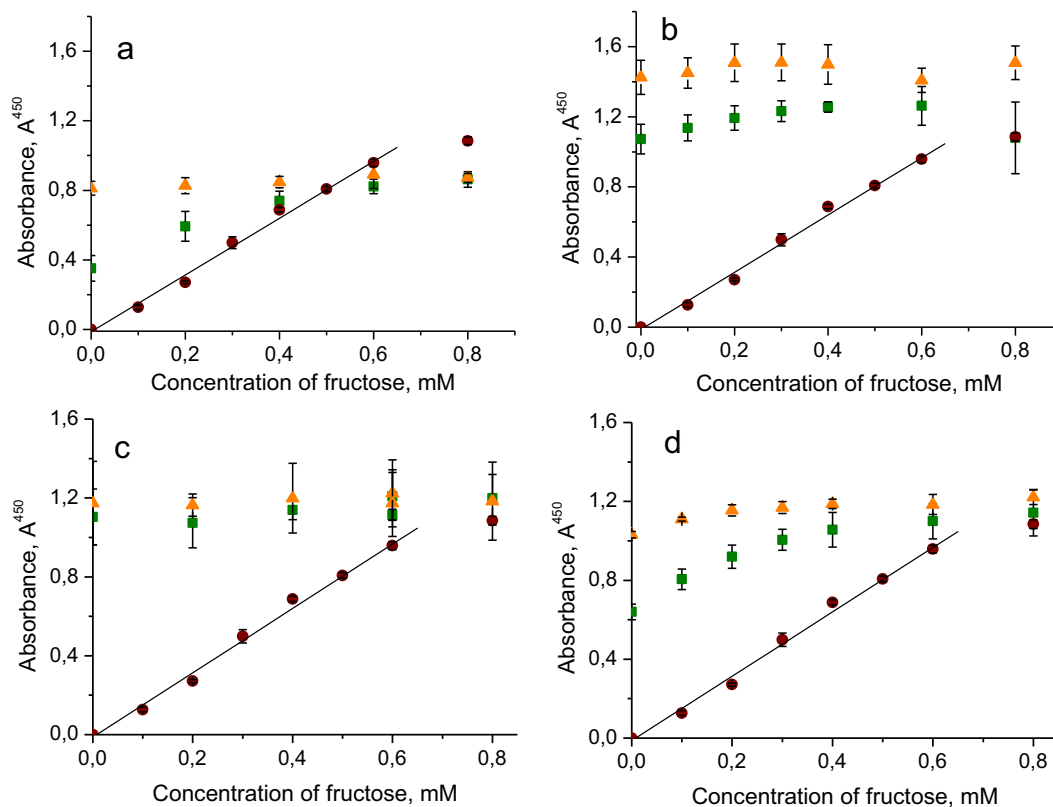 a
1,6
1,2
0,8
0,4
0,0
Absorbance, A⁴⁵⁰
0,0 0,2 0,4 0,6 0,8
Concentration of fructose, mM
b
1,6
1,2
0,8
0,4
0,0
Absorbance, A⁴⁵⁰
0,0 0,2 0,4 0,6 0,8
Concentration of fructose, mM
c
1,6
1,2
0,8
0,4
0,0
Absorbance, A⁴⁵⁰
0,0 0,2 0,4 0,6 0,8
Concentration of fructose, mM
d
1,6
1,2
0,8
0,4
0,0
Absorbance, A⁴⁵⁰
0,0 0,2 0,4 0,6 0,8
Concentration of fructose, mM